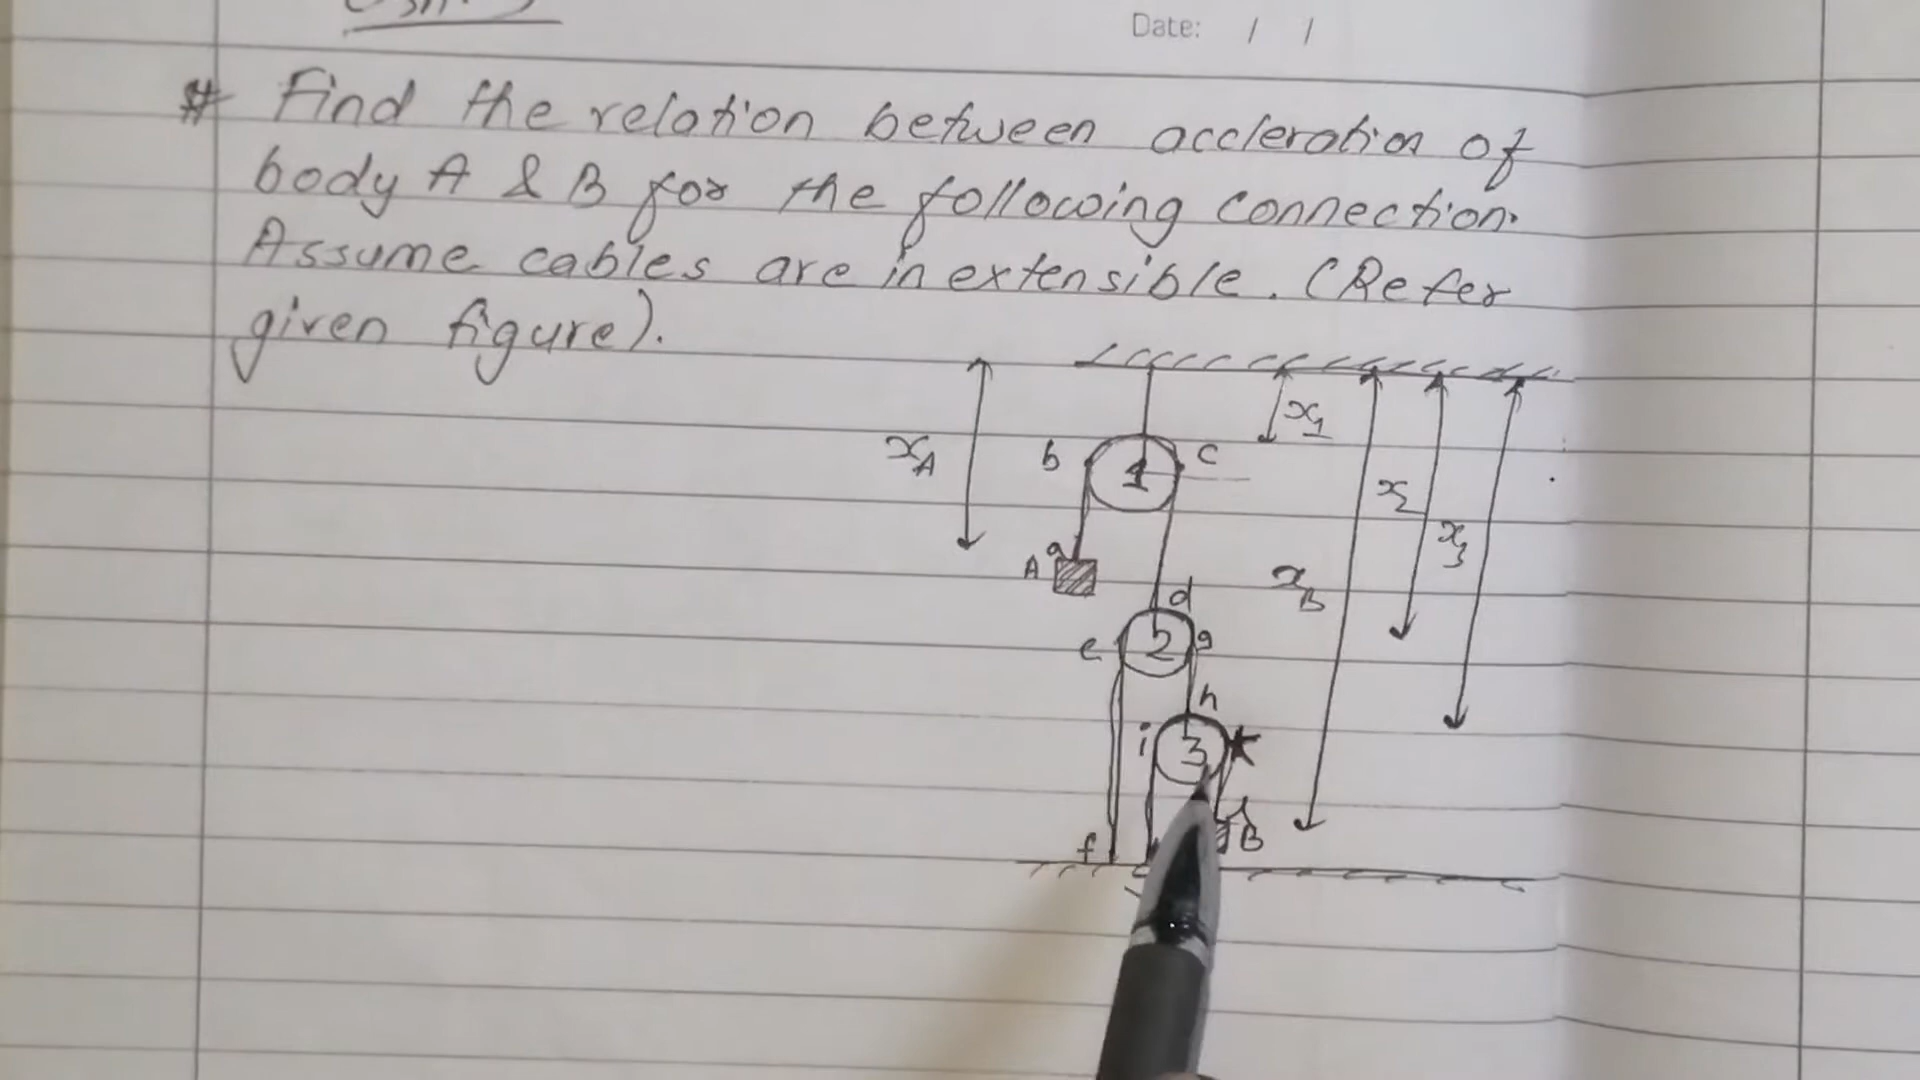 Date: / /
# Find the relation between accleration of
body A & B for the following connection.
Assume cables are inextensible. (Refer
given figure).
x1
b 1 c
xA
x2
x3
a
A
xB
d
e 2 g
h
i 3 k
B
f